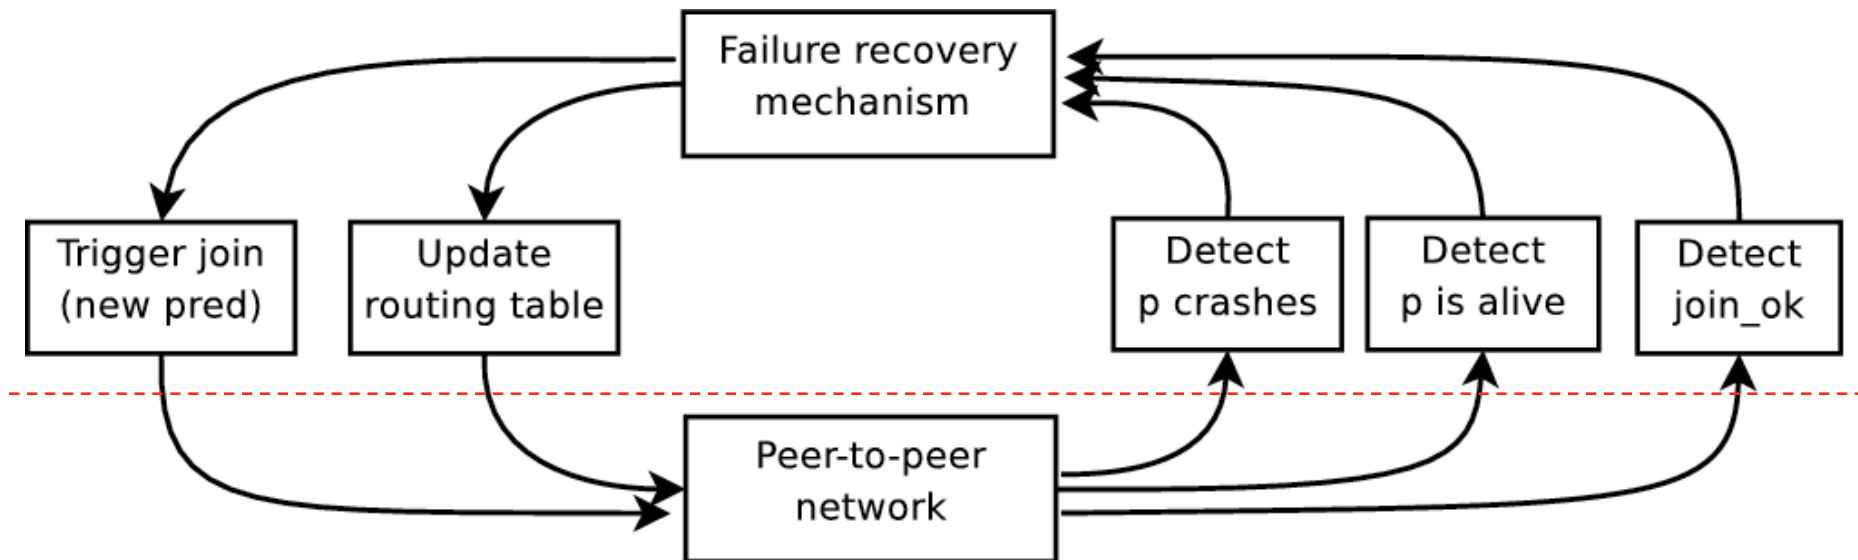 Failure recovery
mechanism
Trigger join
(new pred)
Update
routing table
Detect
p crashes
Detect
p is alive
Detect
join_ok
Peer-to-peer
network